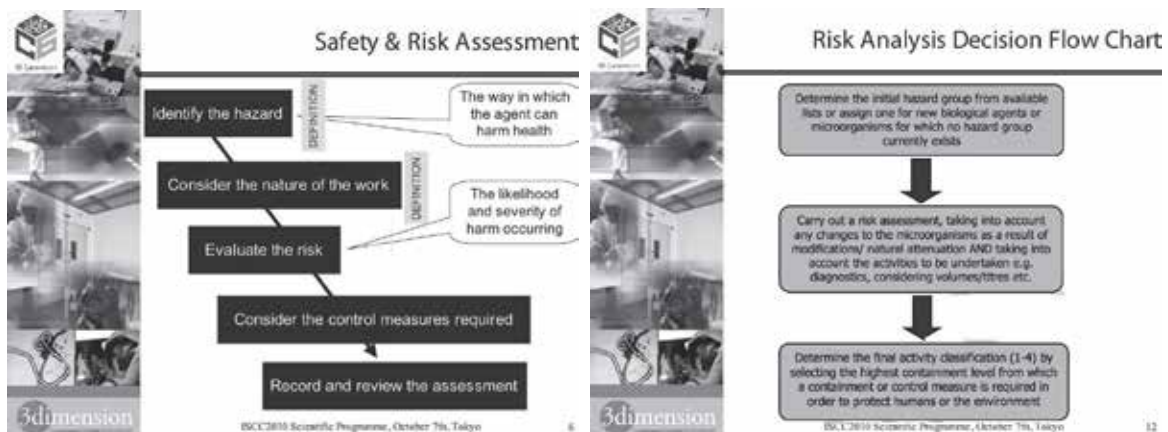 Safety & Risk Assessment
Identify the hazard
DEFINITION
The way in which
the agent can
harm health
Consider the nature of the work
DEFINITION
The likelihood
and severity of
harm occurring
Evaluate the risk
Consider the control measures required
Record and review the assessment
3dimension
ISCC2010 Scientific Programme, October 7th, Tokyo
6
Risk Analysis Decision Flow Chart
Determine the initial hazard group from available
lists or assign one for new biological agents or
microorganisms for which no hazard group
currently exists
Carry out a risk assessment, taking into account
any changes to the microorganisms as a result of
modifications/ natural attenuation AND taking into
account the activities to be undertaken e.g.
diagnostics, considering volumes/titres etc.
Determine the final activity classification (1-4) by
selecting the highest containment level from which
a containment or control measure is required in
order to protect humans or the environment
3dimension
ISCC2010 Scientific Programme, October 7th, Tokyo
12